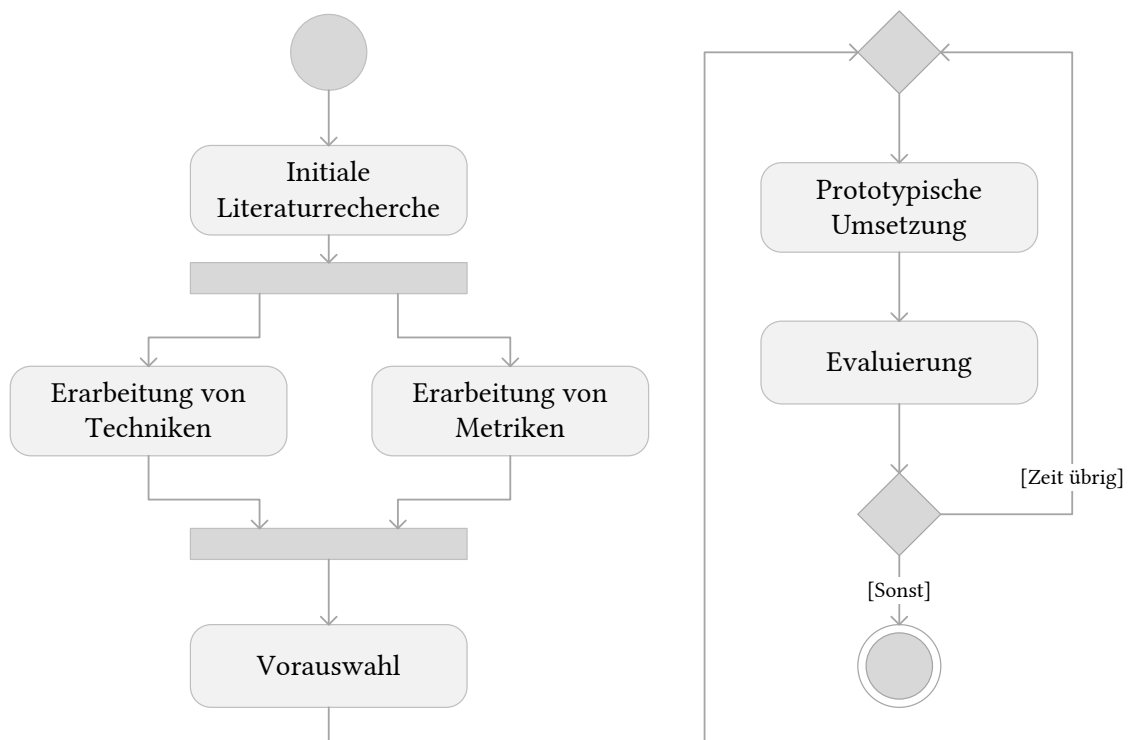 Initiale
Literaturrecherche
Erarbeitung von
Techniken
Erarbeitung von
Metriken
Vorauswahl
Prototypische
Umsetzung
Evaluierung
[Zeit übrig]
[Sonst]